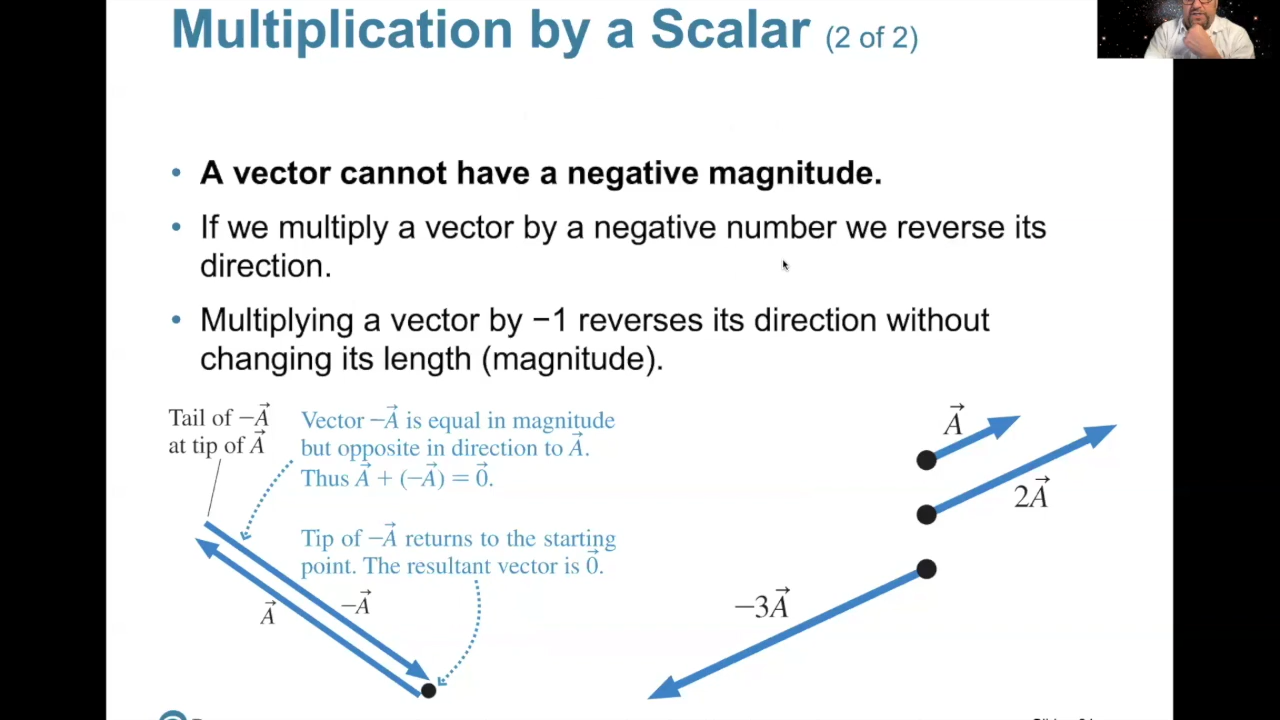 Multiplication by a Scalar (2 of 2)
• A vector cannot have a negative magnitude.
• If we multiply a vector by a negative number we reverse its
direction.
• Multiplying a vector by −1 reverses its direction without
changing its length (magnitude).
Tail of −A⃗
at tip of A⃗
Vector −A⃗ is equal in magnitude
but opposite in direction to A⃗.
Thus A⃗ + (−A⃗) = 0⃗.
Tip of −A⃗ returns to the starting
point. The resultant vector is 0⃗.
A⃗
−A⃗
A⃗
2A⃗
−3A⃗